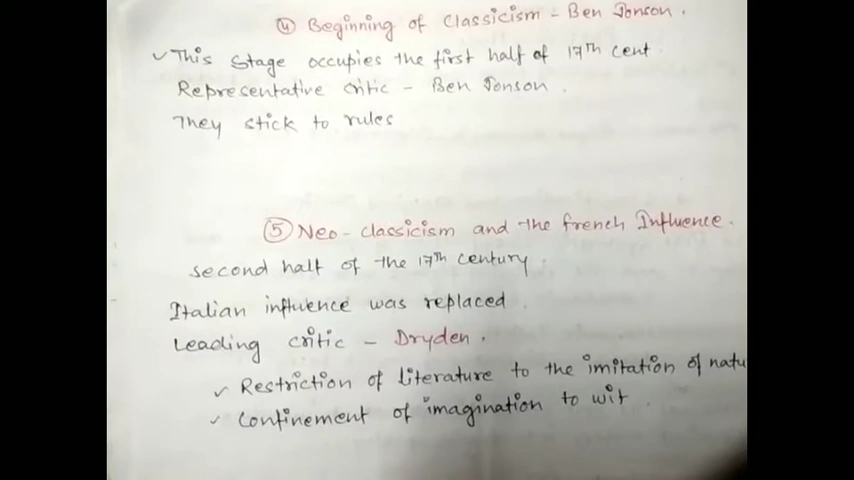 ④ Beginning of Classicism - Ben Jonson.
✓ This stage occupies the first half of 17th cent.
Representative critic - Ben Jonson.
They stick to rules
⑤ Neo-classicism and the french Influence.
second half of the 17th century.
Italian influence was replaced.
Leading critic - Dryden.
✓ Restriction of literature to the imitation of natu
✓ Confinement of imagination to wit.